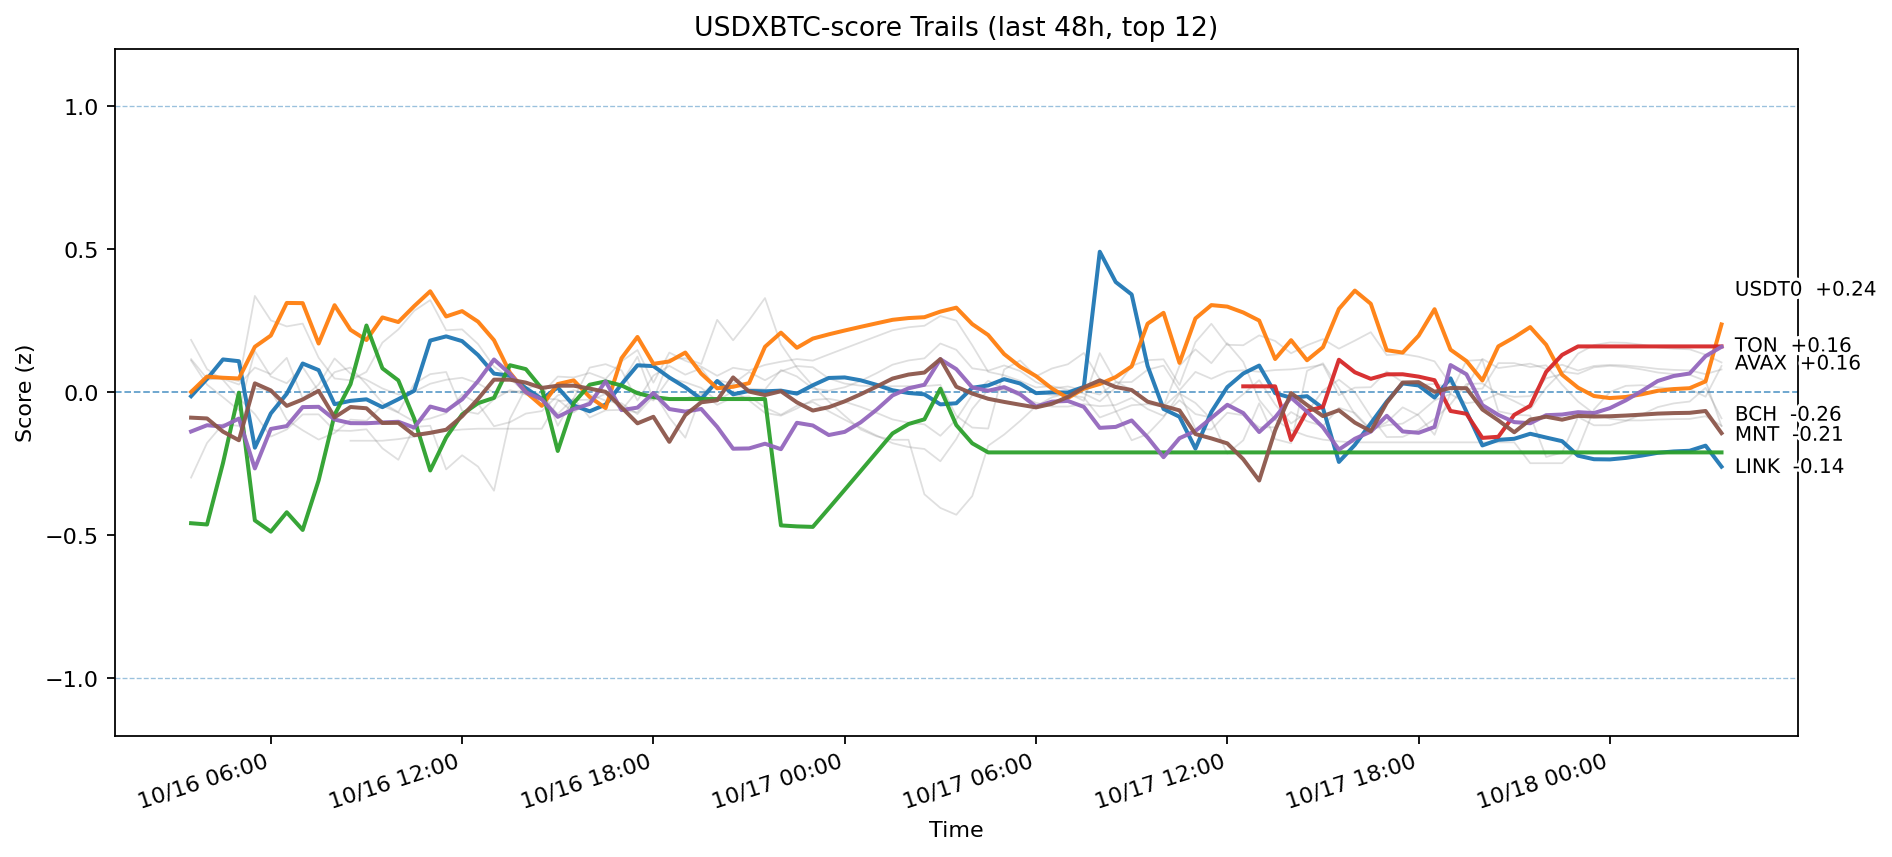 USDXBTC-score Trails (last 48h, top 12)
Score (z)
1.0
0.5
0.0
−0.5
−1.0
USDT0 +0.24
TON +0.16
AVAX +0.16
BCH -0.26
MNT -0.21
LINK -0.14
10/16 06:00
10/16 12:00
10/16 18:00
10/17 00:00
10/17 06:00
10/17 12:00
10/17 18:00
10/18 00:00
Time